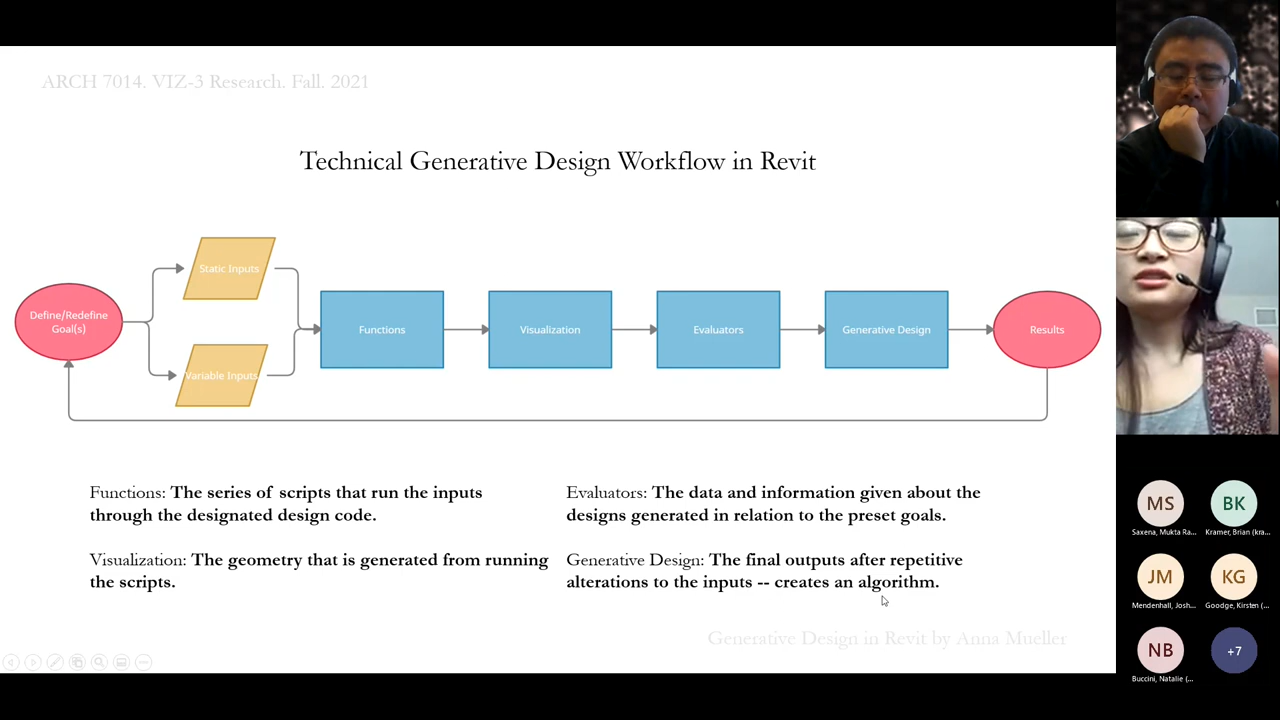 ARCH 7014. VIZ-3 Research. Fall. 2021
Technical Generative Design Workflow in Revit
Static Inputs
Define/Redefine
Goal(s)
Functions
Visualization
Evaluators
Generative Design
Results
Variable Inputs
Functions: The series of scripts that run the inputs
through the designated design code.
Visualization: The geometry that is generated from running
the scripts.
Evaluators: The data and information given about the
designs generated in relation to the preset goals.
Generative Design: The final outputs after repetitive
alterations to the inputs -- creates an algorithm.
Generative Design in Revit by Anna Mueller
MS
BK
Saxena, Mukta Ra...
Kramer, Brian (kra...
JM
KG
Mendenhall, Josh...
Goodge, Kirsten (...
NB
+7
Buccini, Natalie (...